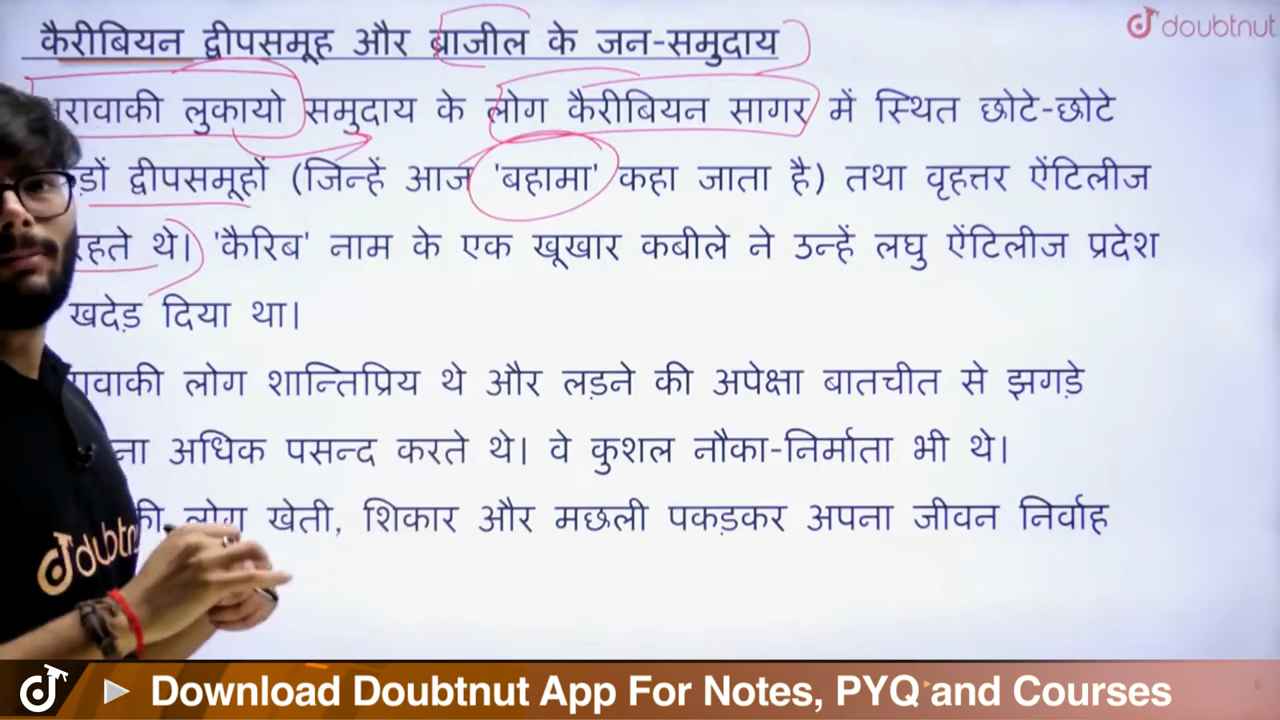 कैरीबियन द्वीपसमूह और ब्राजील के जन-समुदाय
doubtnut
लुकायो समुदाय के लोग कैरीबियन सागर में स्थित छोटे-छोटे
द्वीपसमूहों (जिन्हें आज 'बहामा' कहा जाता है) तथा वृहत्तर ऐंटिलीज
रहते थे। 'कैरिब' नाम के एक खूखार कबीले ने उन्हें लघु ऐंटिलीज प्रदेश
खदेड़ दिया था।
लोग शान्तिप्रिय थे और लड़ने की अपेक्षा बातचीत से झगड़े
अधिक पसन्द करते थे। वे कुशल नौका-निर्माता भी थे।
लोग खेती, शिकार और मछली पकड़कर अपना जीवन निर्वाह
Download Doubtnut App For Notes, PYQ and Courses
6